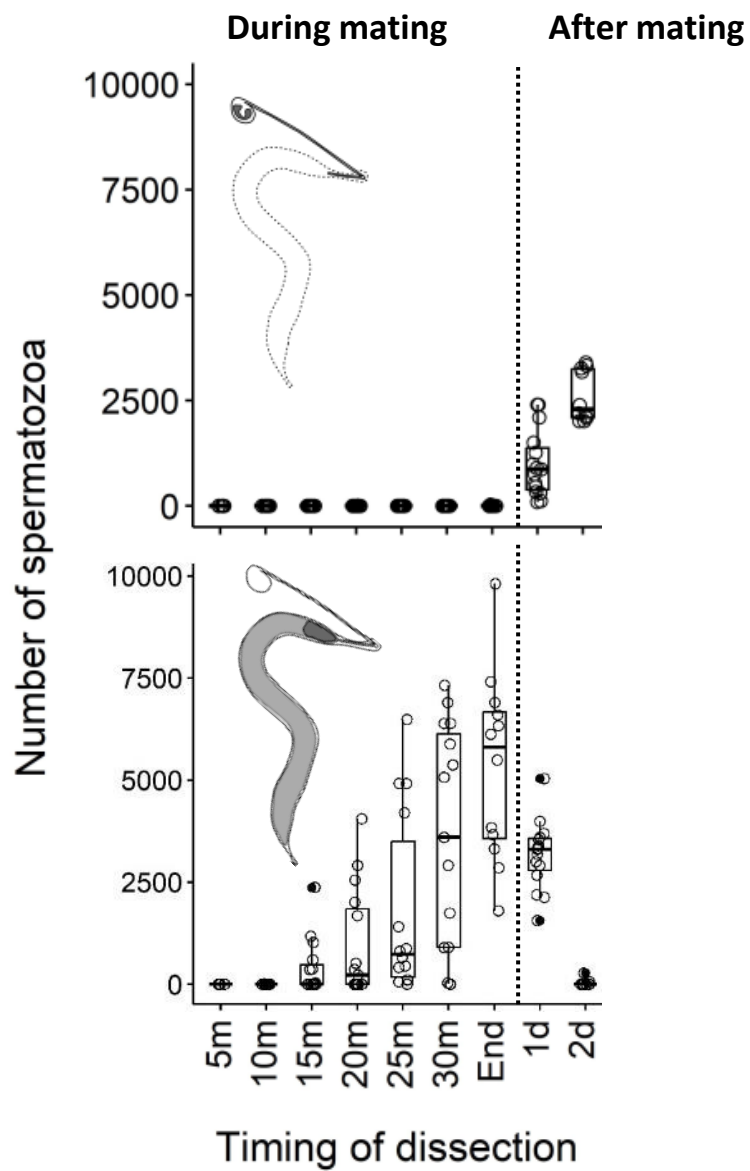 During mating After mating
10000
7500
5000
2500
0
Number of spermatozoa
10000
7500
5000
2500
0
5m 10m 15m 20m 25m 30m End 1d 2d
Timing of dissection